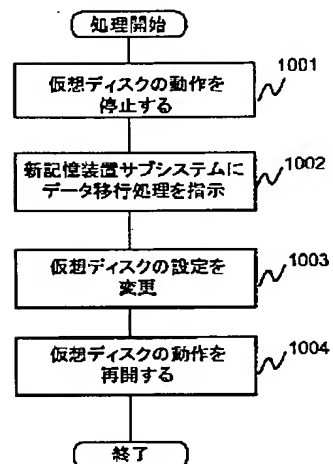 処理開始
仮想ディスクの動作を
停止する
1001
新記憶装置サブシステムに
データ移行処理を指示
1002
仮想ディスクの設定を
変更
1003
仮想ディスクの動作を
再開する
1004
終了